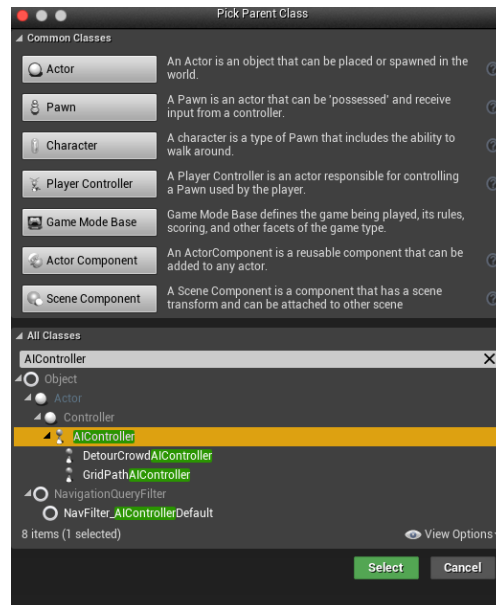 Pick Parent Class
Common Classes
Actor
An Actor is an object that can be placed or spawned in the
world.
Pawn
A Pawn is an actor that can be 'possessed' and receive
input from a controller.
Character
A character is a type of Pawn that includes the ability to
walk around.
Player Controller
A Player Controller is an actor responsible for controlling
a Pawn used by the player.
Game Mode Base
Game Mode Base defines the game being played, its rules,
scoring, and other facets of the game type.
Actor Component
An ActorComponent is a reusable component that can be
added to any actor.
Scene Component
A Scene Component is a component that has a scene
transform and can be attached to other scene
All Classes
AIController
Object
Actor
Controller
AIController
DetourCrowdAIController
GridPathAIController
NavigationQueryFilter
NavFilter_AIControllerDefault
8 items (1 selected)
View Options
Select
Cancel